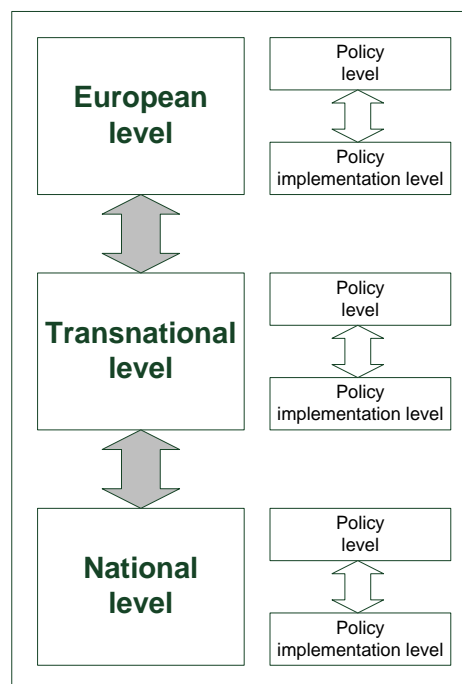 European
level
Policy
level
Policy
implementation level
Transnational
level
Policy
level
Policy
implementation level
National
level
Policy
level
Policy
implementation level